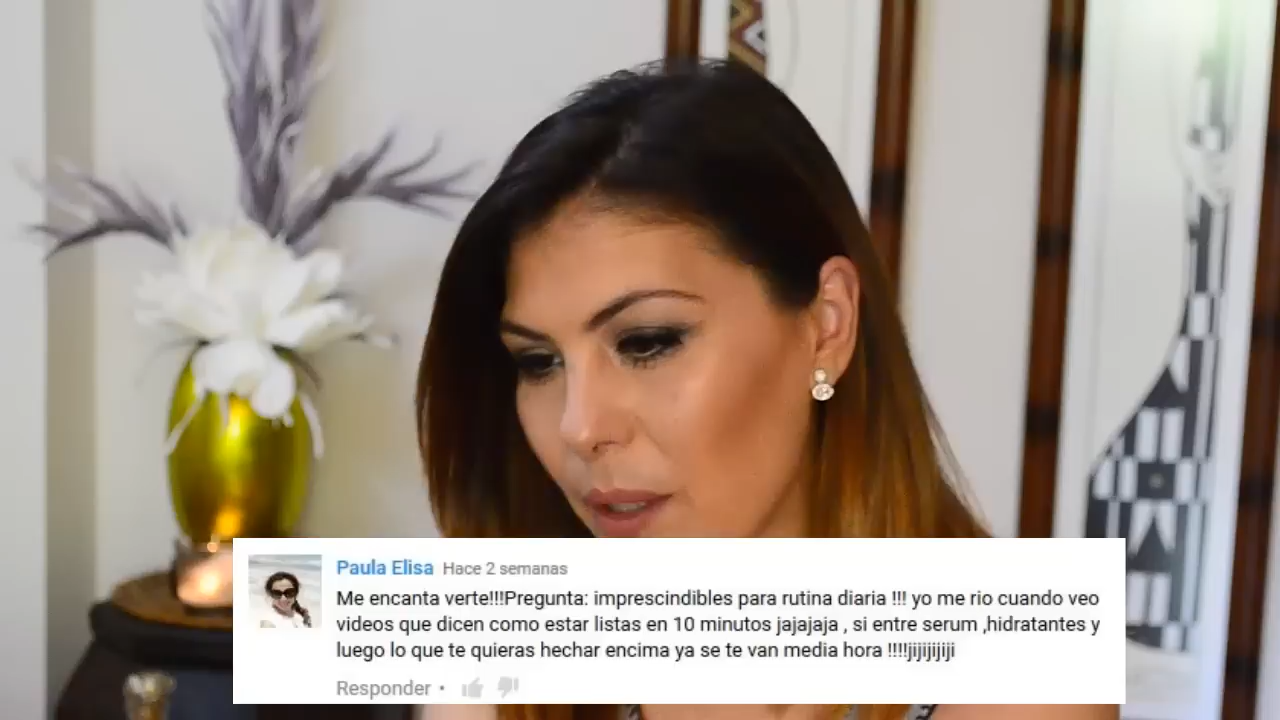 Paula Elisa Hace 2 semanas
Me encanta verte!!!Pregunta: imprescindibles para rutina diaria !!! yo me rio cuando veo
videos que dicen como estar listas en 10 minutos jajajaja , si entre serum ,hidratantes y
luego lo que te quieras hechar encima ya se te van media hora !!!!jijijijiji
Responder •